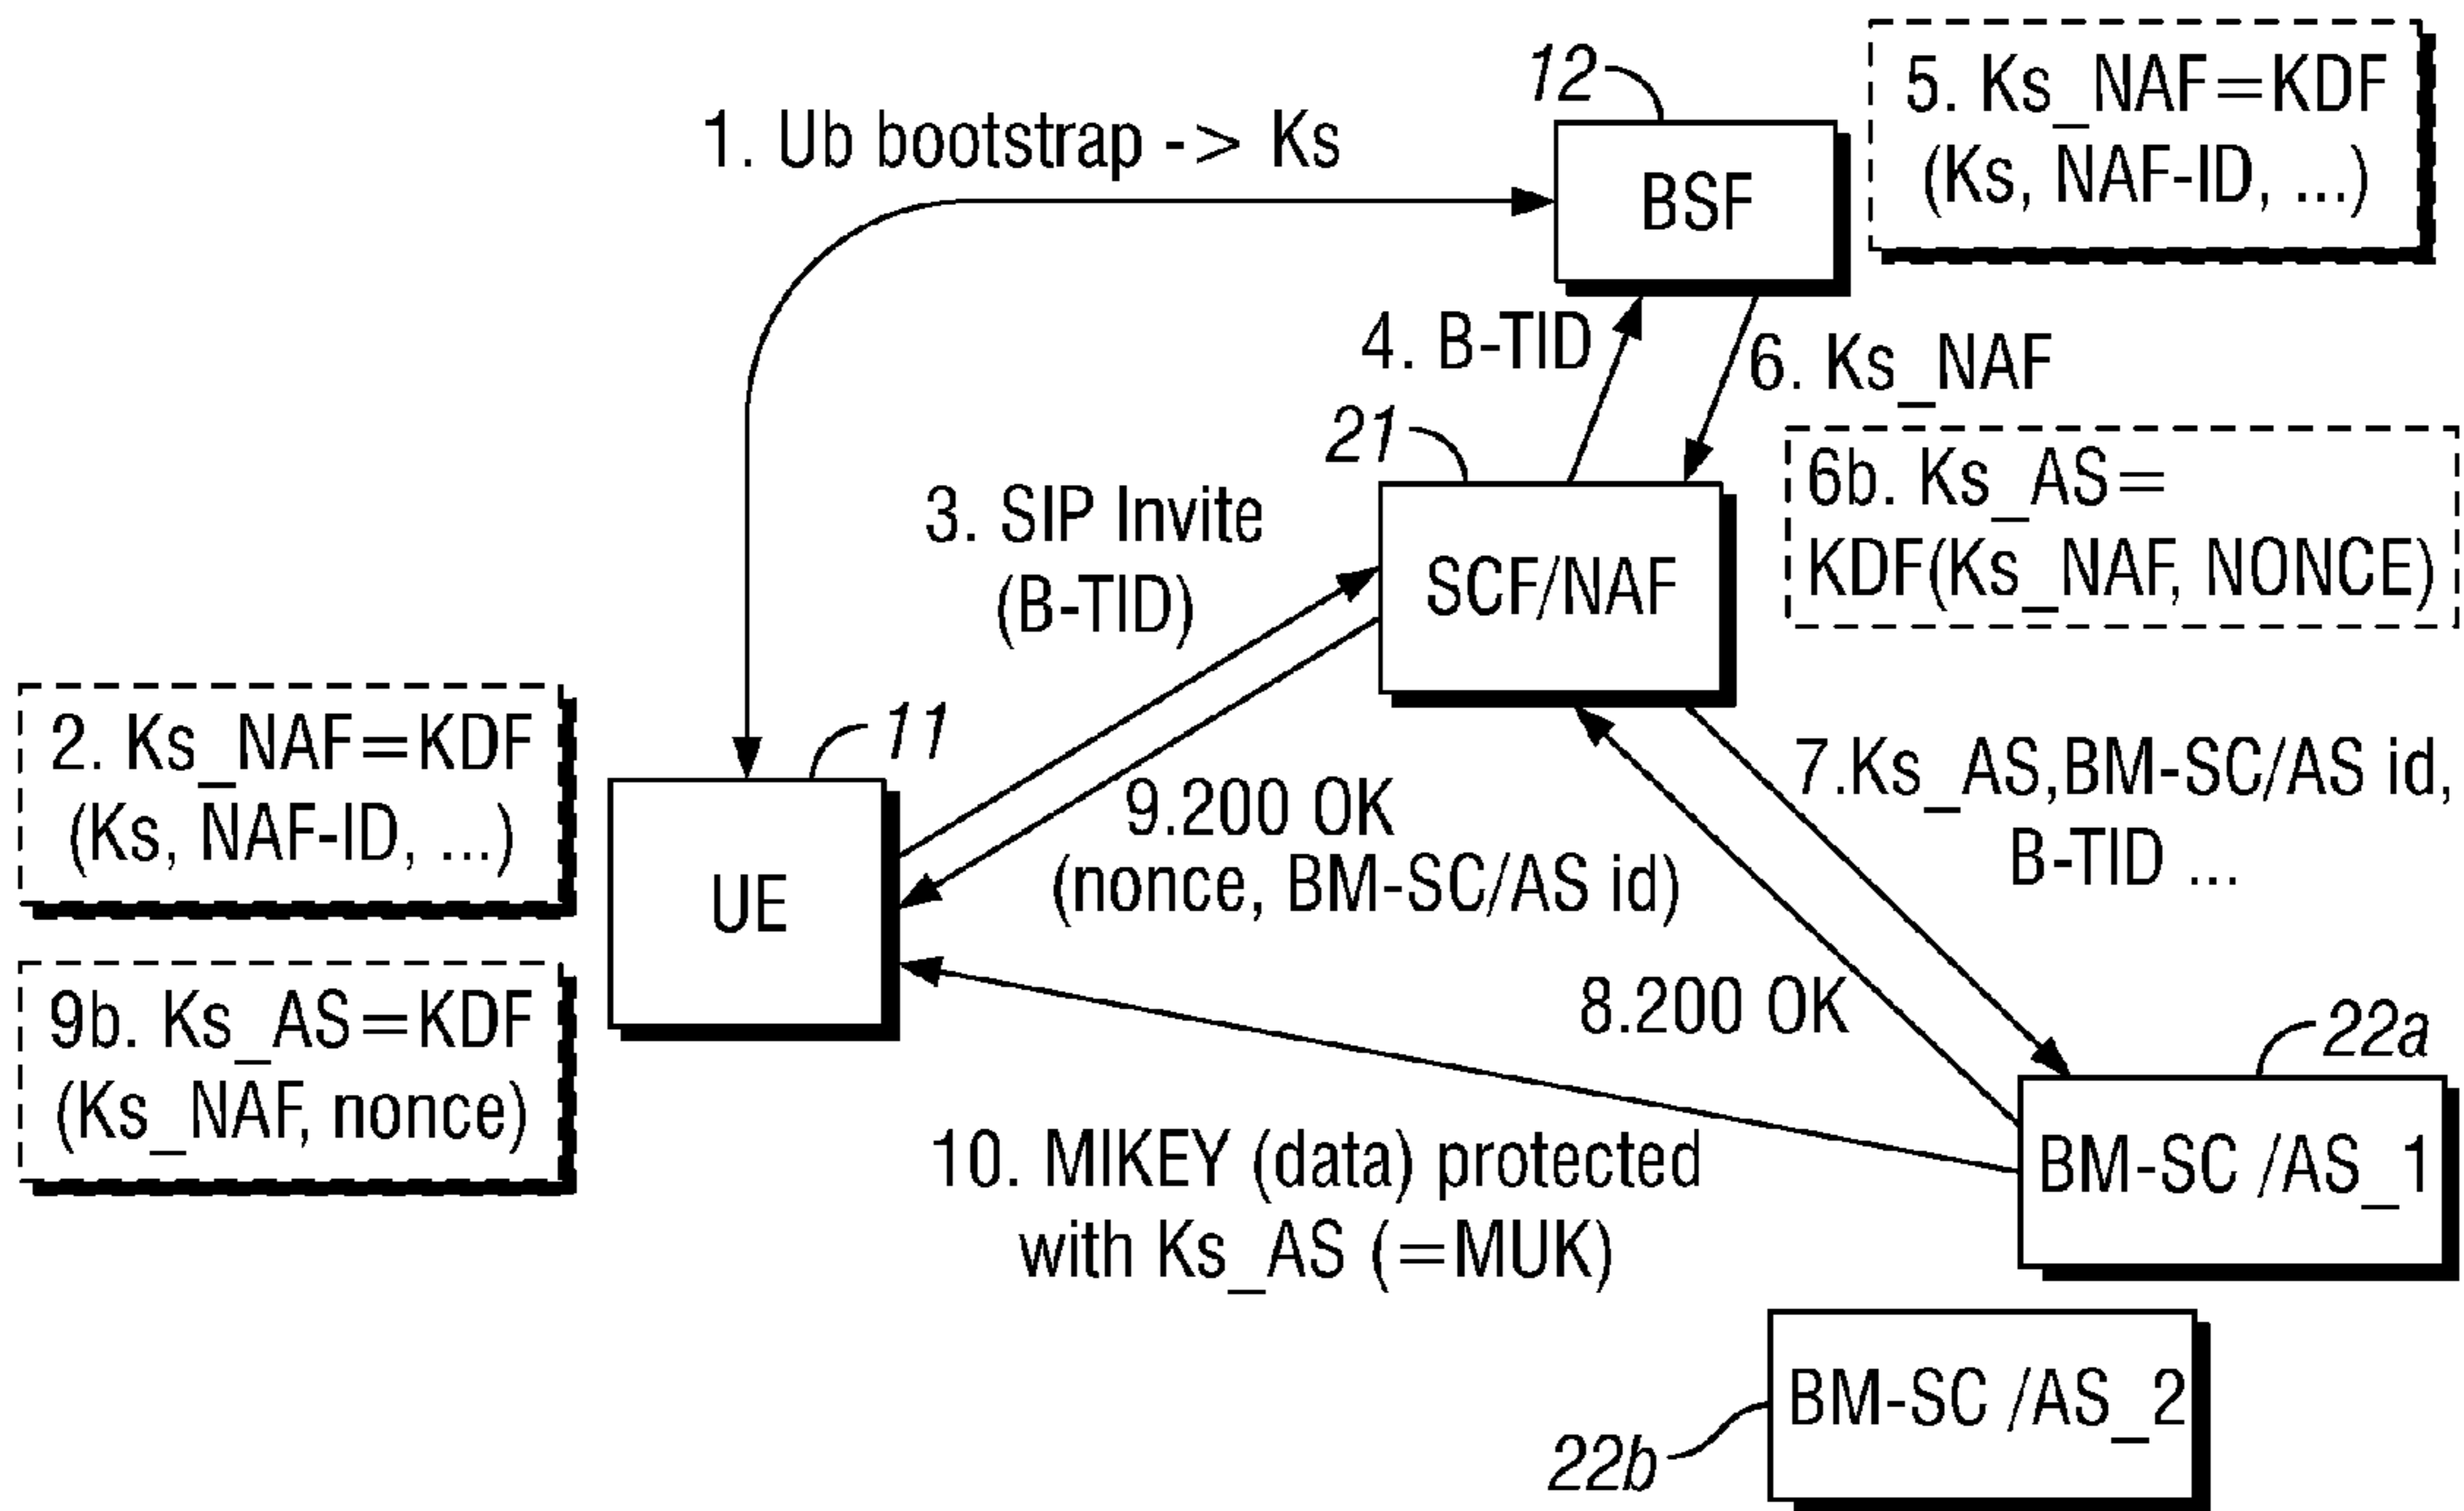 12
5. Ks_NAF=KDF
(Ks, NAF-ID, ...)
1. Ub bootstrap -> Ks
BSF
4. B-TID
6. Ks_NAF
21
6b. Ks_AS=
KDF(Ks_NAF, NONCE)
3. SIP Invite
(B-TID)
SCF/NAF
2. Ks_NAF=KDF
(Ks, NAF-ID, ...)
11
9.200 OK
(nonce, BM-SC/AS id)
7.Ks_AS,BM-SC/AS id,
B-TID ...
UE
9b. Ks_AS=KDF
(Ks_NAF, nonce)
8.200 OK
22a
10. MIKEY (data) protected
with Ks_AS (=MUK)
BM-SC /AS_1
BM-SC /AS_2
22b